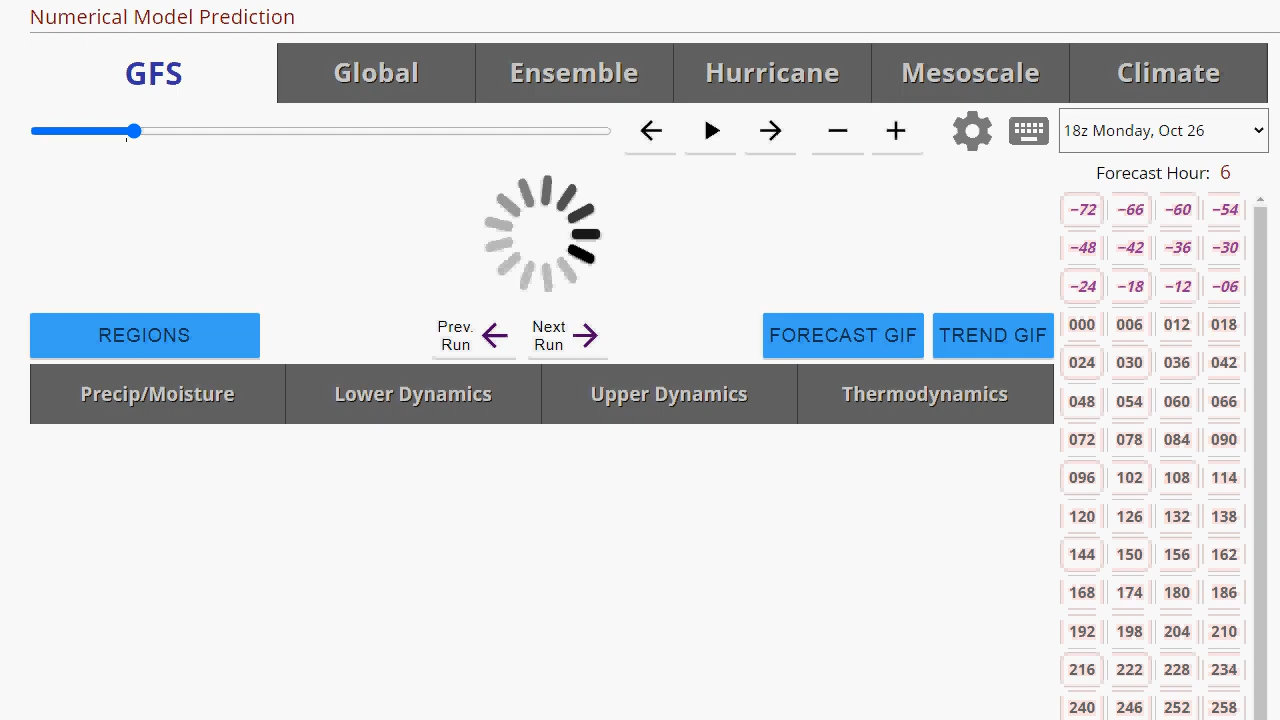 Numerical Model Prediction
GFS Global Ensemble Hurricane Mesoscale Climate
18z Monday, Oct 26
Forecast Hour: 6
−72 −66 −60 −54
−48 −42 −36 −30
−24 −18 −12 −06
000 006 012 018
024 030 036 042
048 054 060 066
072 078 084 090
096 102 108 114
120 126 132 138
144 150 156 162
168 174 180 186
192 198 204 210
216 222 228 234
240 246 252 258
REGIONS
Prev.
Run
Next
Run
FORECAST GIF
TREND GIF
Precip/Moisture Lower Dynamics Upper Dynamics Thermodynamics